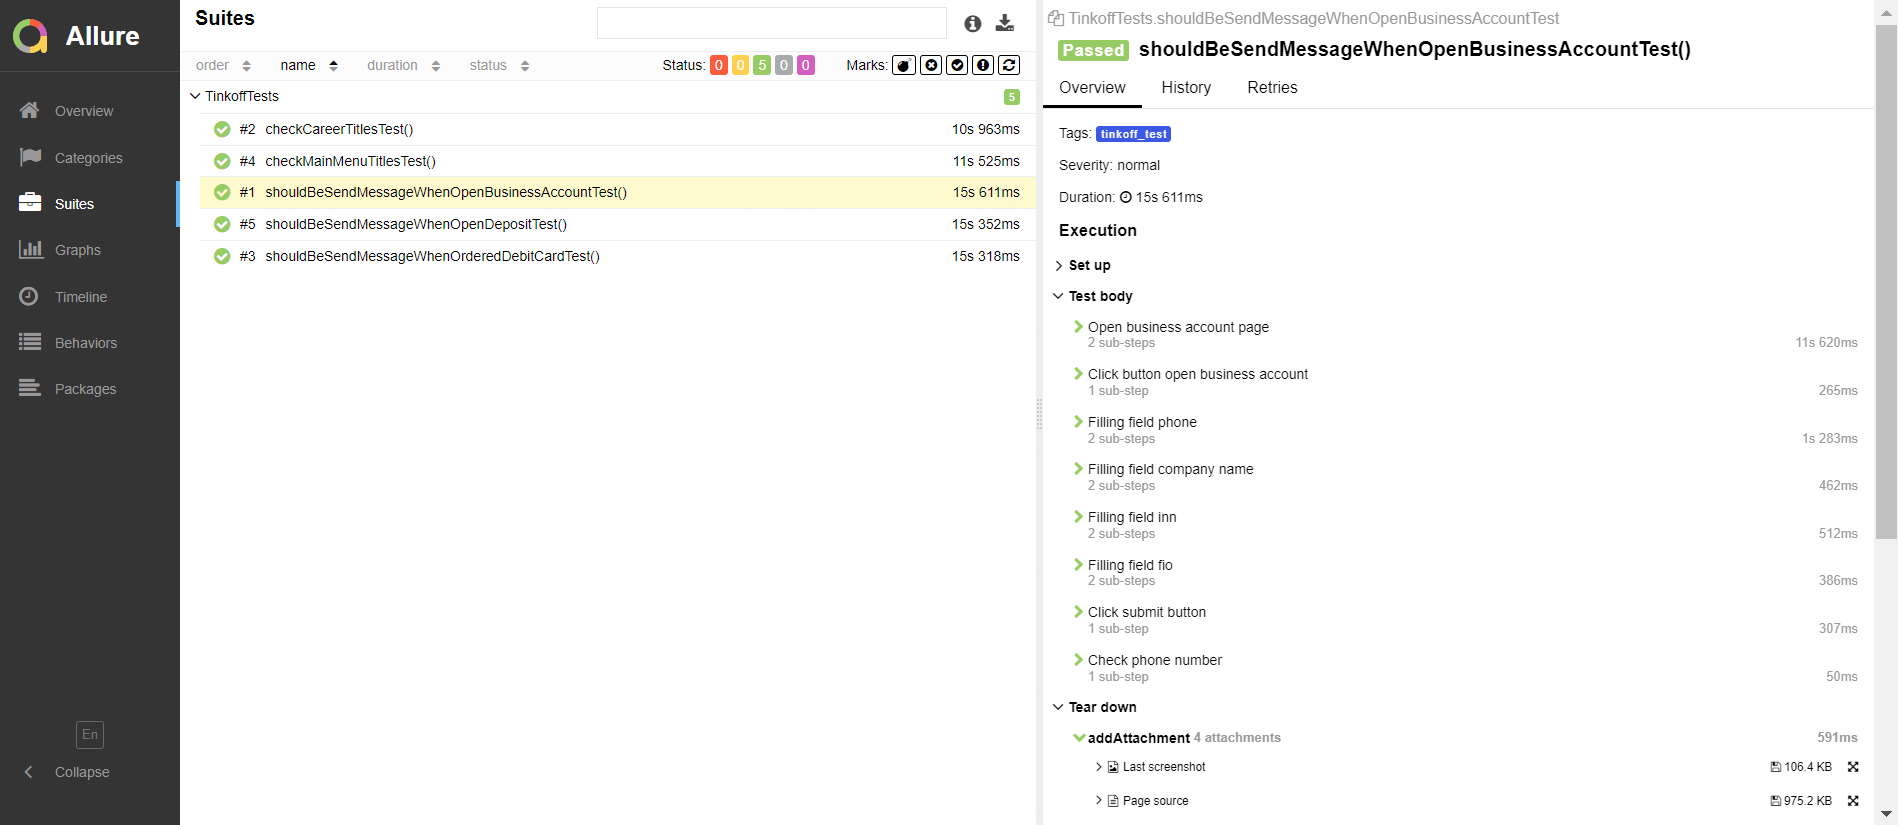 Allure
Overview
Categories
Suites
Graphs
Timeline
Behaviors
Packages
En
Collapse
Suites
order name duration status Status: 0 0 5 0 0 Marks:
TinkoffTests 5
#2 checkCareerTitlesTest() 10s 963ms
#4 checkMainMenuTitlesTest() 11s 525ms
#1 shouldBeSendMessageWhenOpenBusinessAccountTest() 15s 611ms
#5 shouldBeSendMessageWhenOpenDepositTest() 15s 352ms
#3 shouldBeSendMessageWhenOrderedDebitCardTest() 15s 318ms
TinkoffTests.shouldBeSendMessageWhenOpenBusinessAccountTest
Passed shouldBeSendMessageWhenOpenBusinessAccountTest()
Overview History Retries
Tags: tinkoff_test
Severity: normal
Duration: 15s 611ms
Execution
Set up
Test body
Open business account page
2 sub-steps 11s 620ms
Click button open business account
1 sub-step 265ms
Filling field phone
2 sub-steps 1s 283ms
Filling field company name
2 sub-steps 462ms
Filling field inn
2 sub-steps 512ms
Filling field fio
2 sub-steps 386ms
Click submit button
1 sub-step 307ms
Check phone number
1 sub-step 50ms
Tear down
addAttachment 4 attachments 591ms
Last screenshot 106.4 KB
Page source 975.2 KB